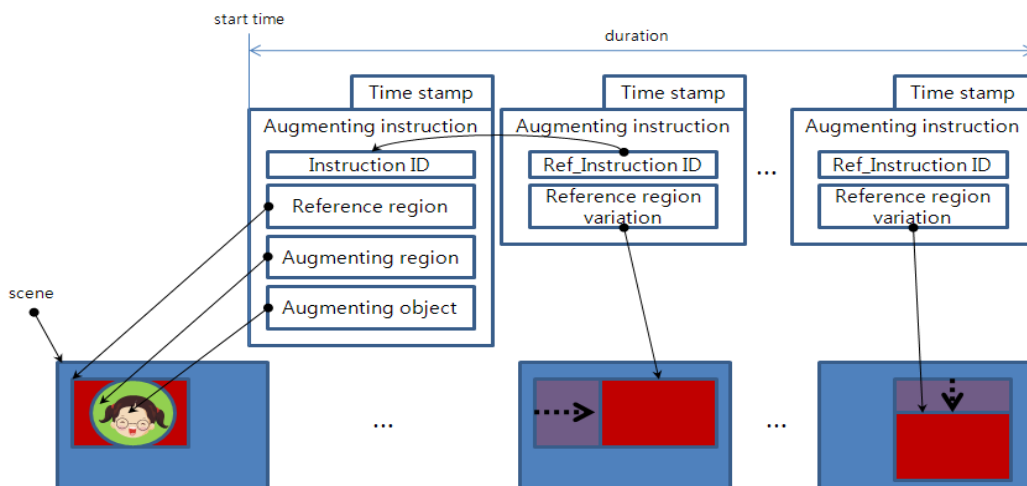 start time
duration
Time stamp
Time stamp
Time stamp
Augmenting instruction
Instruction ID
Reference region
Augmenting region
Augmenting object
Augmenting instruction
Ref_Instruction ID
Reference region
variation
...
Augmenting instruction
Ref_Instruction ID
Reference region
variation
scene
...
...